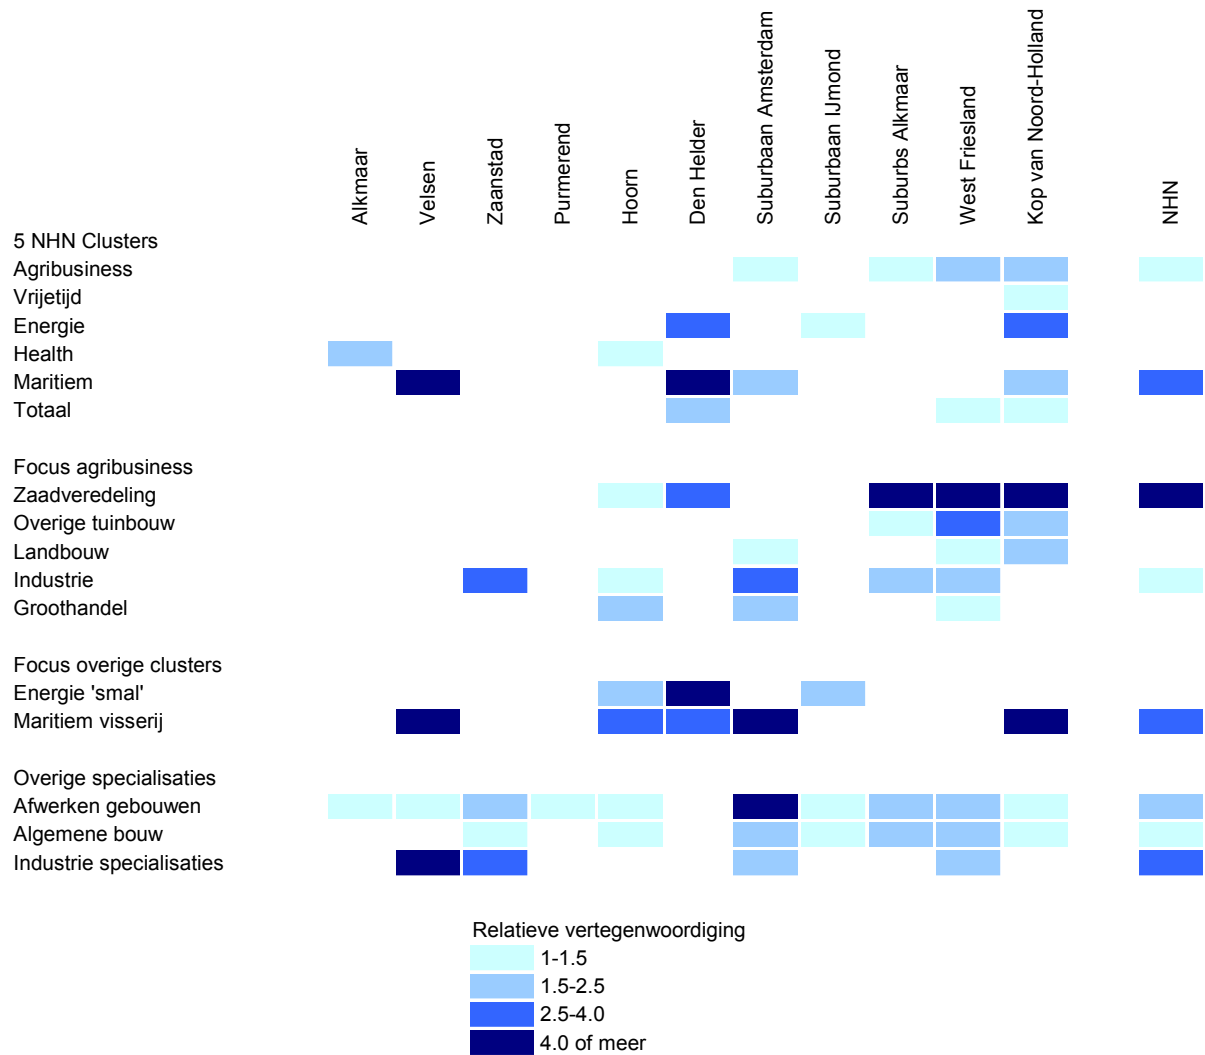 Alkmaar
Velsen
Zaanstad
Purmerend
Hoorn
Den Helder
Suburbaan Amsterdam
Suburbaan IJmond
Suburbs Alkmaar
West Friesland
Kop van Noord-Holland
NHN
5 NHN Clusters
Agribusiness
Vrijetijd
Energie
Health
Maritiem
Totaal
Focus agribusiness
Zaadveredeling
Overige tuinbouw
Landbouw
Industrie
Groothandel
Focus overige clusters
Energie 'smal'
Maritiem visserij
Overige specialisaties
Afwerken gebouwen
Algemene bouw
Industrie specialisaties
Relatieve vertegenwoordiging
1-1.5
1.5-2.5
2.5-4.0
4.0 of meer